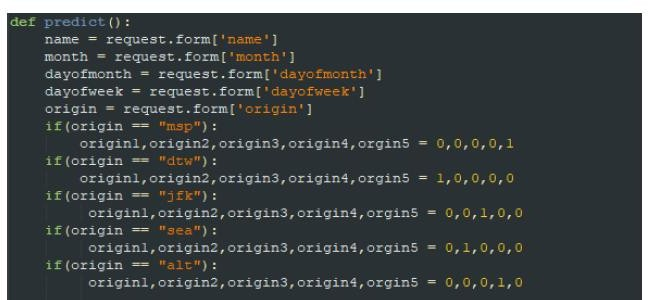 def predict():
    name = request.form['name']
    month = request.form['month']
    dayofmonth = request.form['dayofmonth']
    dayofweek = request.form['dayofweek']
    origin = request.form['origin']
    if(origin == "msp"):
        origin1,origin2,origin3,origin4,orgin5 = 0,0,0,0,1
    if(origin == "dtw"):
        origin1,origin2,origin3,origin4,orgin5 = 1,0,0,0,0
    if(origin == "jfk"):
         origin1,origin2,origin3,origin4,orgin5 = 0,0,1,0,0
    if(origin == "sea"):
         origin1,origin2,origin3,origin4,orgin5 = 0,1,0,0,0
    if(origin == "alt"):
         origin1,origin2,origin3,origin4,orgin5 = 0,0,0,1,0